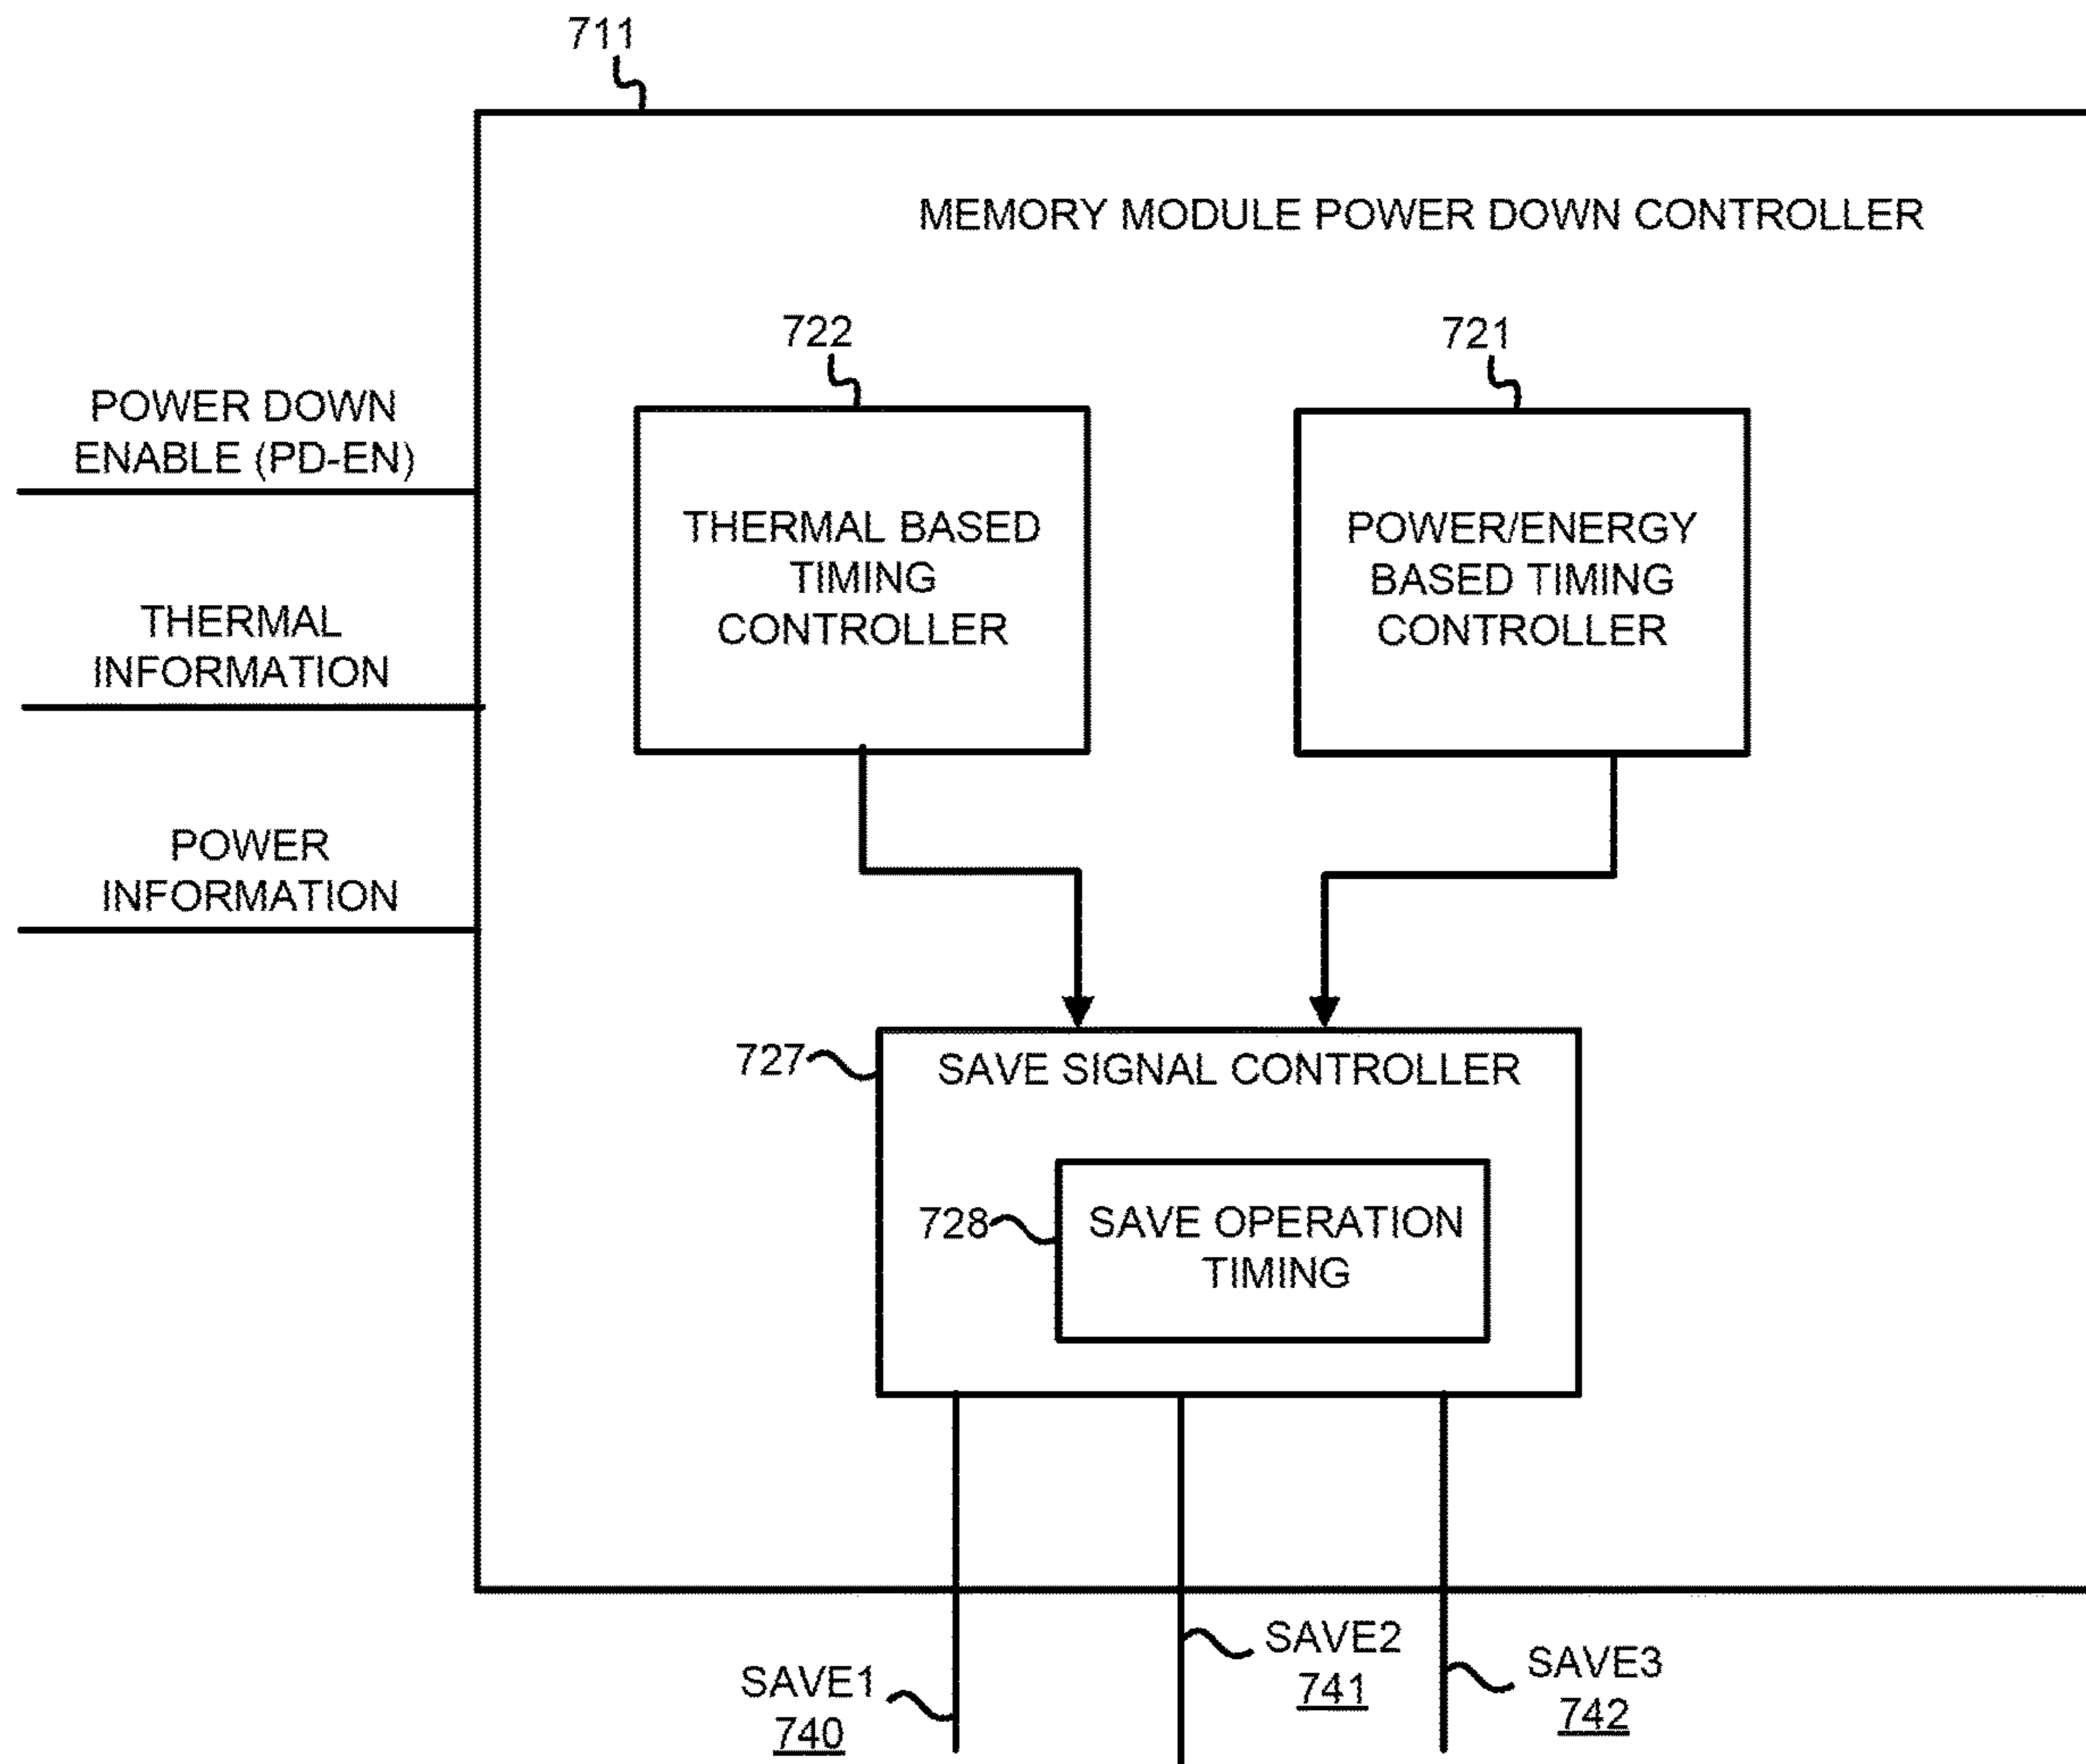 711
MEMORY MODULE POWER DOWN CONTROLLER
722
721
POWER DOWN
ENABLE (PD-EN)
THERMAL BASED
TIMING
CONTROLLER
POWER/ENERGY
BASED TIMING
CONTROLLER
THERMAL
INFORMATION
POWER
INFORMATION
727
SAVE SIGNAL CONTROLLER
728
SAVE OPERATION
TIMING
SAVE1
740
SAVE2
741
SAVE3
742